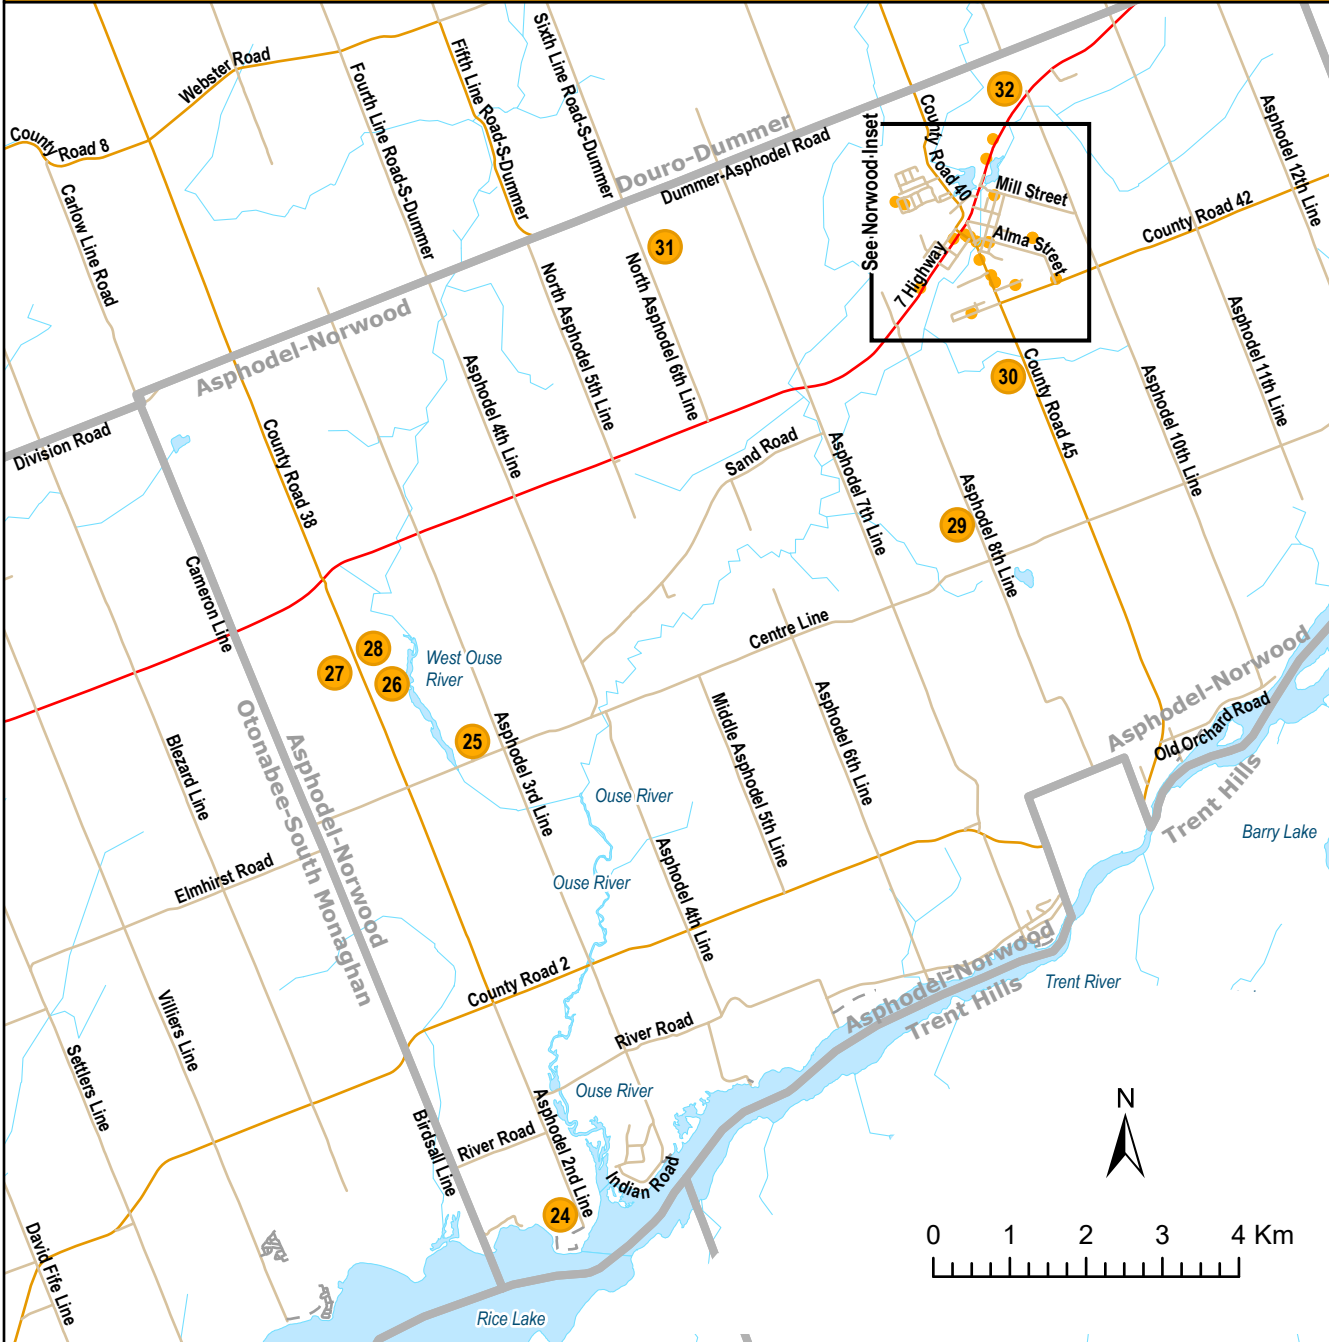 Webster Road
County Road 8
Carlow Line Road
Fourth Line Road-S-Dummer
Fifth Line Road-S-Dummer
Sixth Line Road-S-Dummer
Douro-Dummer
Dummer-Asphodel Road
32
See Norwood Inset
County Road 40
Mill Street
Alma Street
7 Highway
County Road 42
Asphodel 12th Line
Asphodel 11th Line
Asphodel 10th Line
31
North Asphodel 6th Line
North Asphodel 5th Line
Asphodel 4th Line
Asphodel-Norwood
Division Road
County Road 38
30
County Road 45
Sand Road
Asphodel 7th Line
29
Asphodel 8th Line
Cameron Line
28
27
26
West Ouse
River
25
Centre Line
Asphodel 3rd Line
Middle Asphodel 5th Line
Asphodel 6th Line
Asphodel-Norwood
Old Orchard Road
Trent Hills
Barry Lake
Blezard Line
Asphodel-Norwood
Otonabee-South Monaghan
Elmhirst Road
Ouse River
Ouse River
Asphodel 4th Line
County Road 2
River Road
Asphodel-Norwood
Trent Hills
Trent River
Villiers Line
Settlers Line
Ouse River
Birdsall Line
River Road
Asphodel 2nd Line
Indian Road
24
David Fife Line
Rice Lake
N
0 1 2 3 4 Km